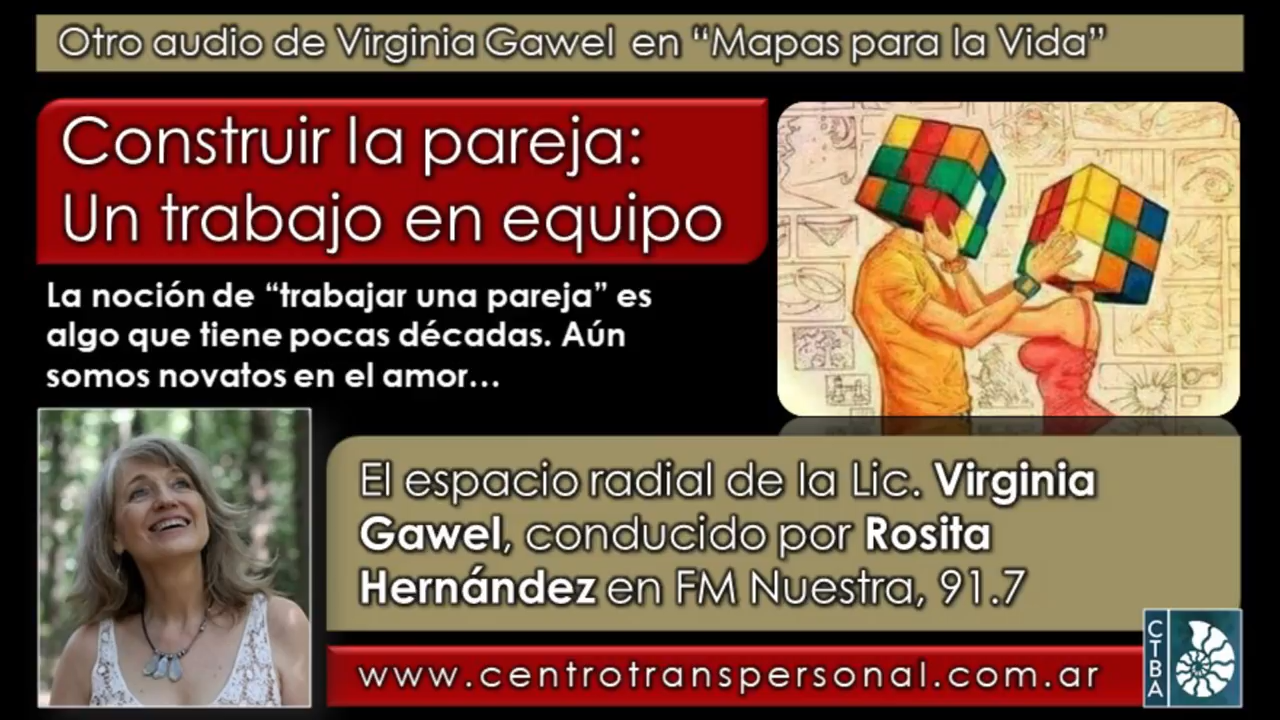 Otro audio de Virginia Gawel en “Mapas para la Vida”
Construir la pareja:
Un trabajo en equipo
La noción de “trabajar una pareja” es
algo que tiene pocas décadas. Aún
somos novatos en el amor...
El espacio radial de la Lic. Virginia
Gawel, conducido por Rosita
Hernández en FM Nuestra, 91.7
www.centrotranspersonal.com.ar
CTBA